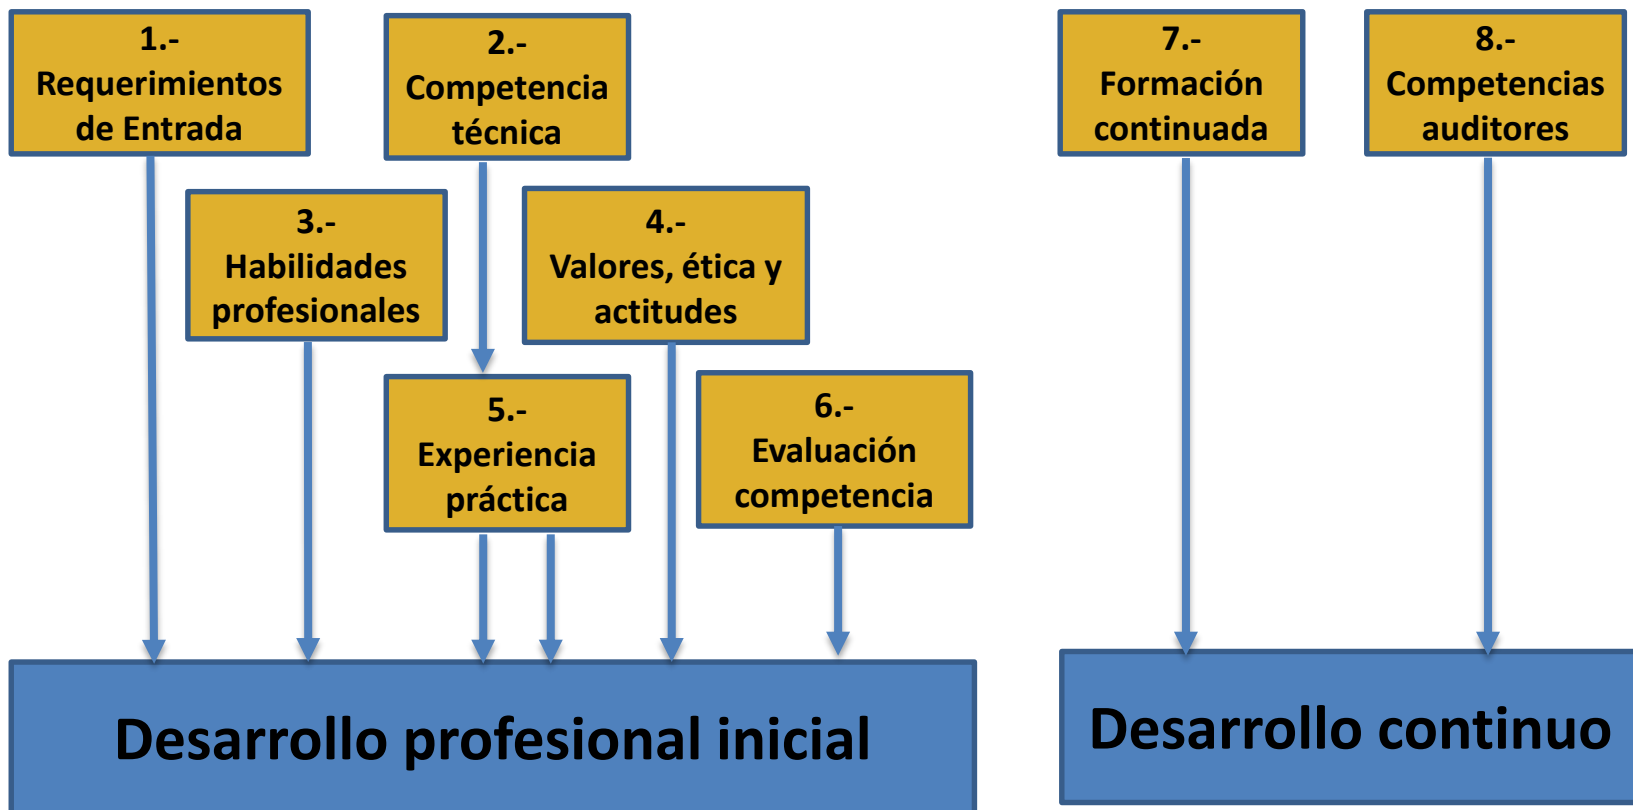 1.-
Requerimientos
de Entrada
2.-
Competencia
técnica
3.-
Habilidades
profesionales
4.-
Valores, ética y
actitudes
5.-
Experiencia
práctica
6.-
Evaluación
competencia
Desarrollo profesional inicial
7.-
Formación
continuada
8.-
Competencias
auditores
Desarrollo continuo